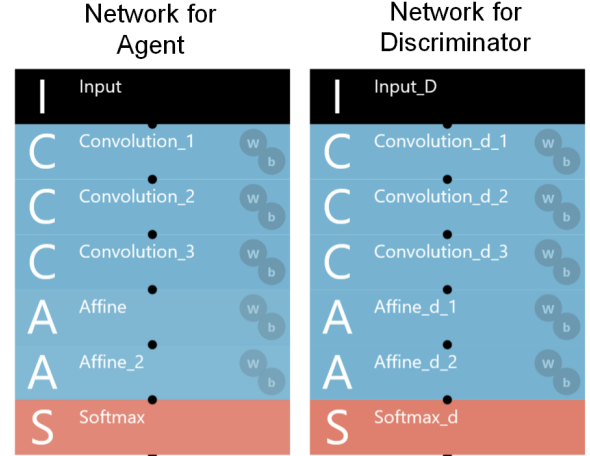 Network for
Agent
I Input
C Convolution_1 W b
C Convolution_2 W b
C Convolution_3 W b
A Affine W b
A Affine_2 W b
S Softmax
Network for
Discriminator
I Input_D
C Convolution_d_1 W b
C Convolution_d_2 W b
C Convolution_d_3 W b
A Affine_d_1 W b
A Affine_d_2 W b
S Softmax_d